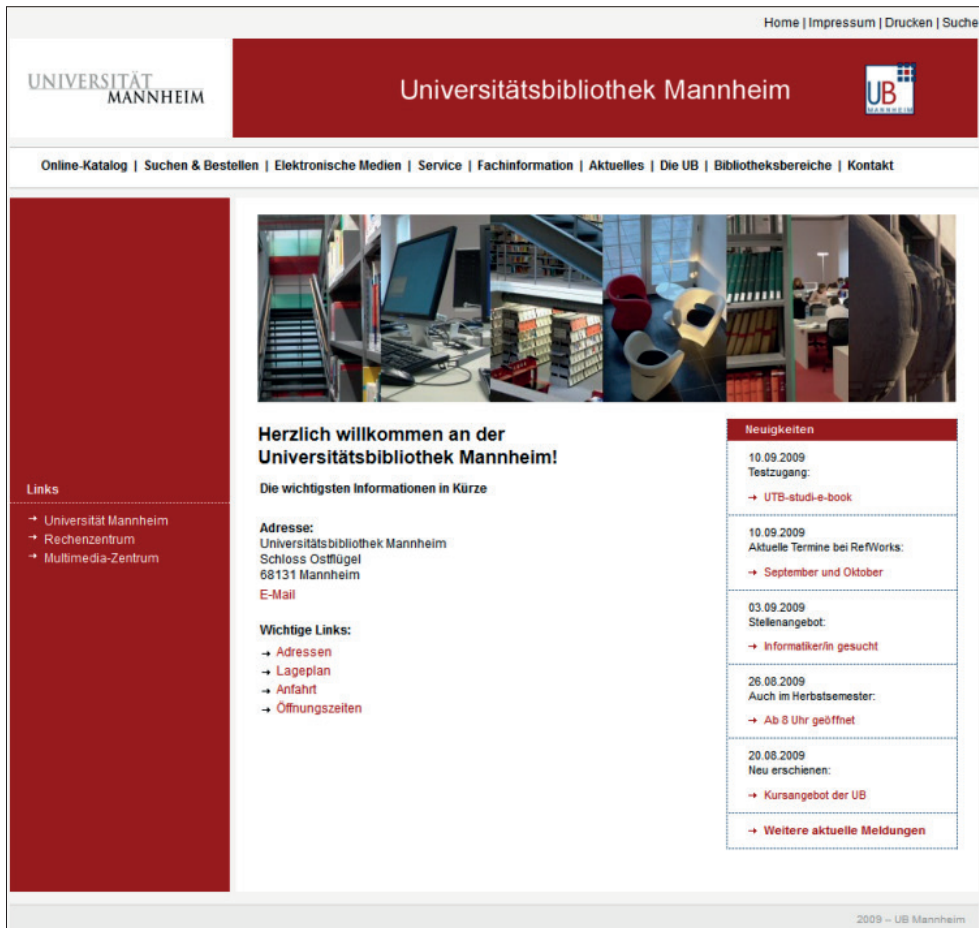 Home | Impressum | Drucken | Suche
UNIVERSITÄT
MANNHEIM
Universitätsbibliothek Mannheim
UB
MANNHEIM
Online-Katalog | Suchen & Bestellen | Elektronische Medien | Service | Fachinformation | Aktuelles | Die UB | Bibliotheksbereiche | Kontakt
Links
→ Universität Mannheim
→ Rechenzentrum
→ Multimedia-Zentrum
Herzlich willkommen an der
Universitätsbibliothek Mannheim!
Die wichtigsten Informationen in Kürze
Adresse:
Universitätsbibliothek Mannheim
Schloss Ostflügel
68131 Mannheim
E-Mail
Wichtige Links:
→ Adressen
→ Lageplan
→ Anfahrt
→ Öffnungszeiten
Neuigkeiten
10.09.2009
Testzugang:
→ UTB-studi-e-book
10.09.2009
Aktuelle Termine bei RefWorks:
→ September und Oktober
03.09.2009
Stellenangebot:
→ Informatiker/in gesucht
26.08.2009
Auch im Herbstsemester:
→ Ab 8 Uhr geöffnet
20.08.2009
Neu erschienen:
→ Kursangebot der UB
→ Weitere aktuelle Meldungen
2009 – UB Mannheim